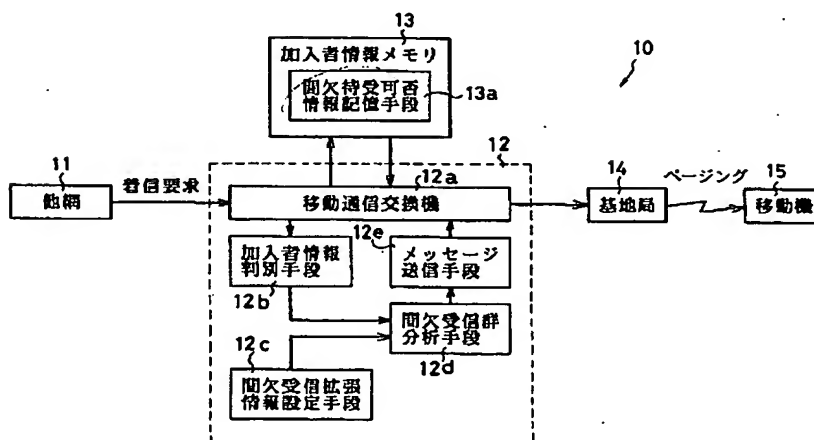 13
加入者情報メモリ
間欠待受可否
情報記憶手段
13a
10
11
他網
着信要求
12
12a
移動通信交換機
14
基地局
ページング
15
移動機
加入者情報
判別手段
12b
12e
メッセージ
送信手段
12c
間欠受信拡張
情報設定手段
間欠受信群
分析手段
12d